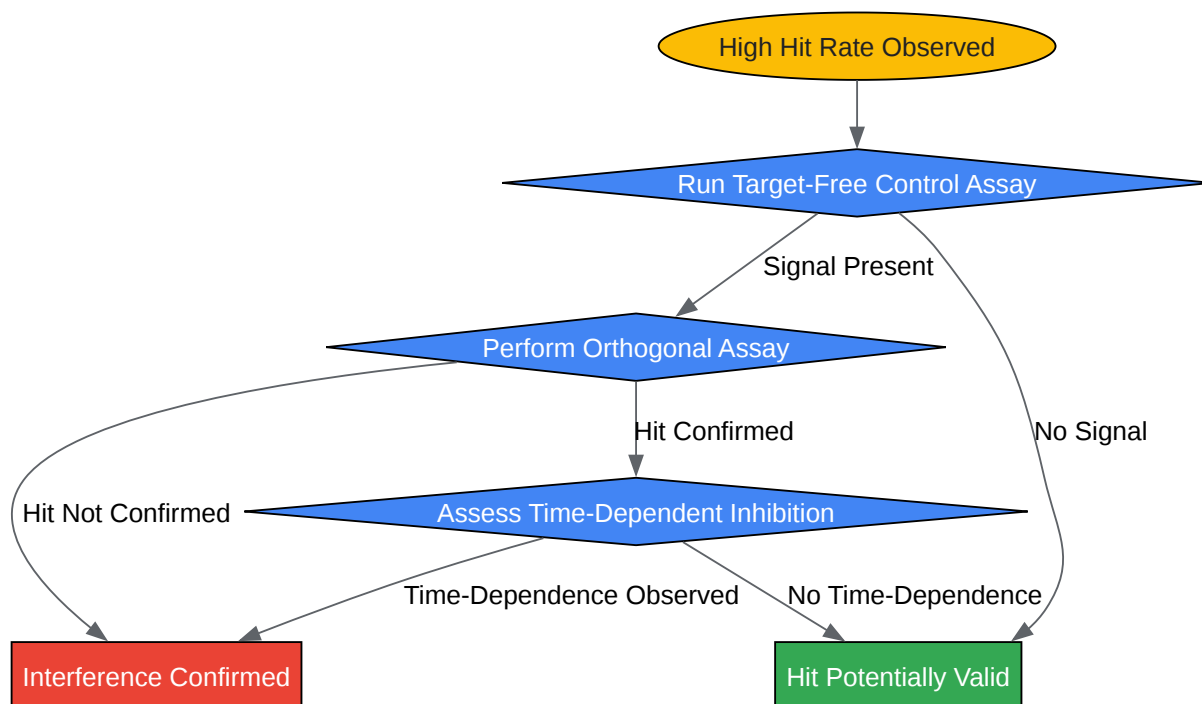 High Hit Rate Observed
Run Target-Free Control Assay
Signal Present
Perform Orthogonal Assay
Hit Confirmed
No Signal
Hit Not Confirmed
Assess Time-Dependent Inhibition
Time-Dependence Observed
No Time-Dependence
Interference Confirmed
Hit Potentially Valid